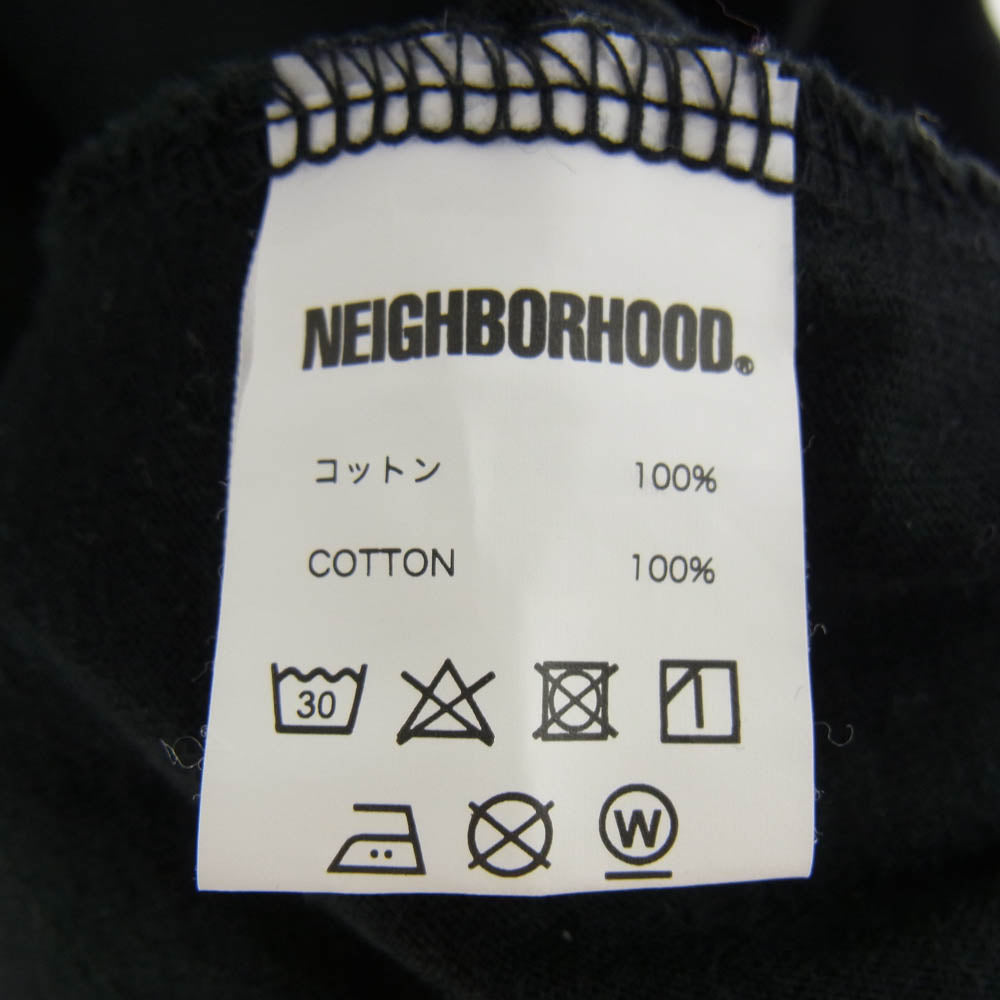 NEIGHBORHOOD®
コットン 100%
COTTON 100%
30
W